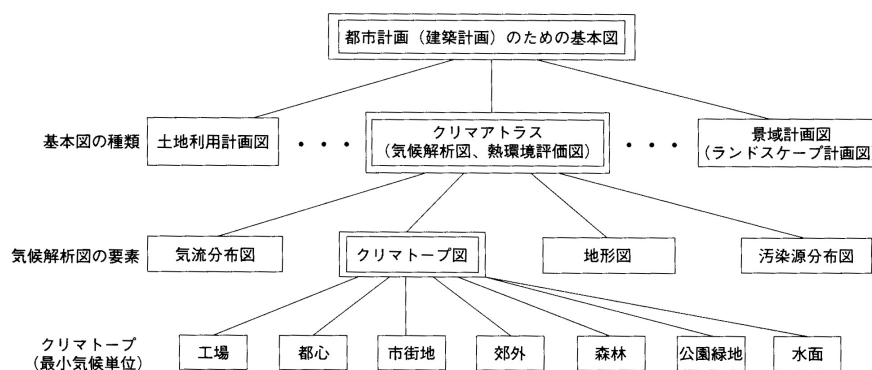 都市計画（建築計画）のための基本図
基本図の種類
土地利用計画図
・・・
クリマアトラス
（気候解析図、熱環境評価図）
・・・
景域計画図
（ランドスケープ計画図）
気候解析図の要素
気流分布図
クリマトープ図
地形図
汚染源分布図
クリマトープ
（最小気候単位）
工場
都心
市街地
郊外
森林
公園緑地
水面